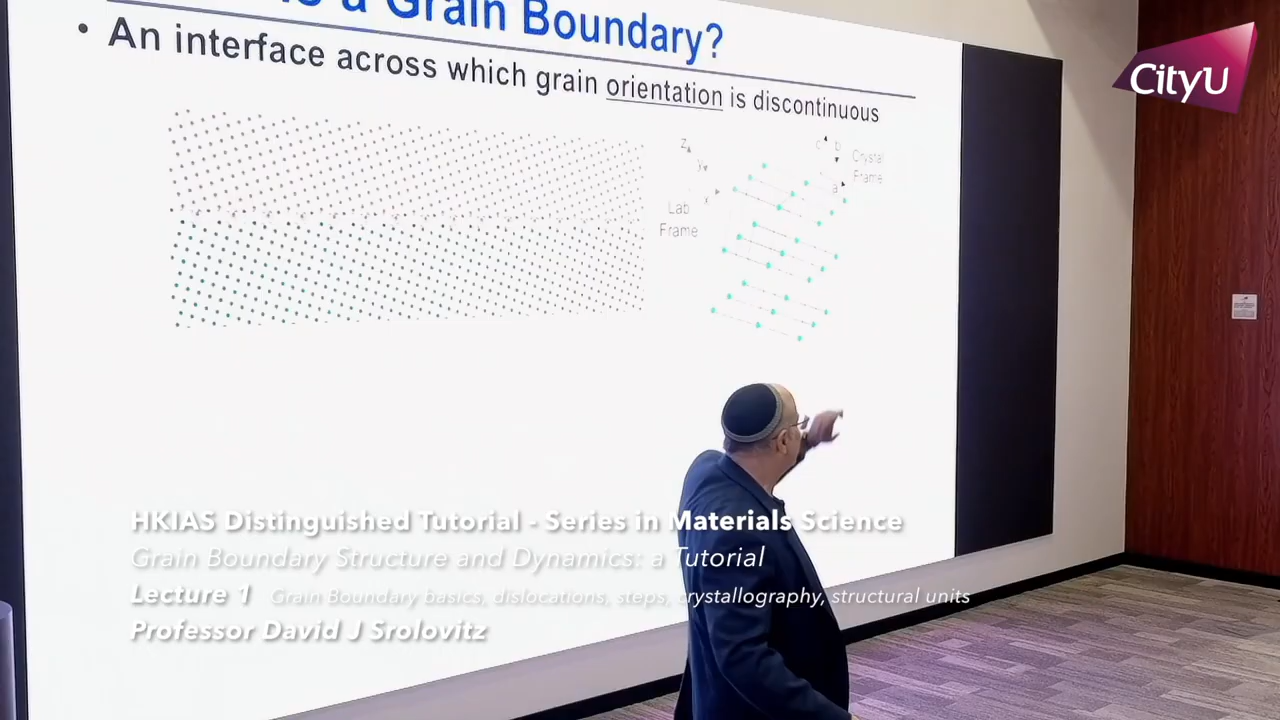 a Grain Boundary?
• An interface across which grain orientation is discontinuous
CityU
z
y
x
Lab
Frame
c b
a
Crystal
Frame
HKIAS Distinguished Tutorial - Series in Materials Science
Grain Boundary Structure and Dynamics: a Tutorial
Lecture 1 Grain Boundary basics, dislocations, steps, crystallography, structural units
Professor David J Srolovitz